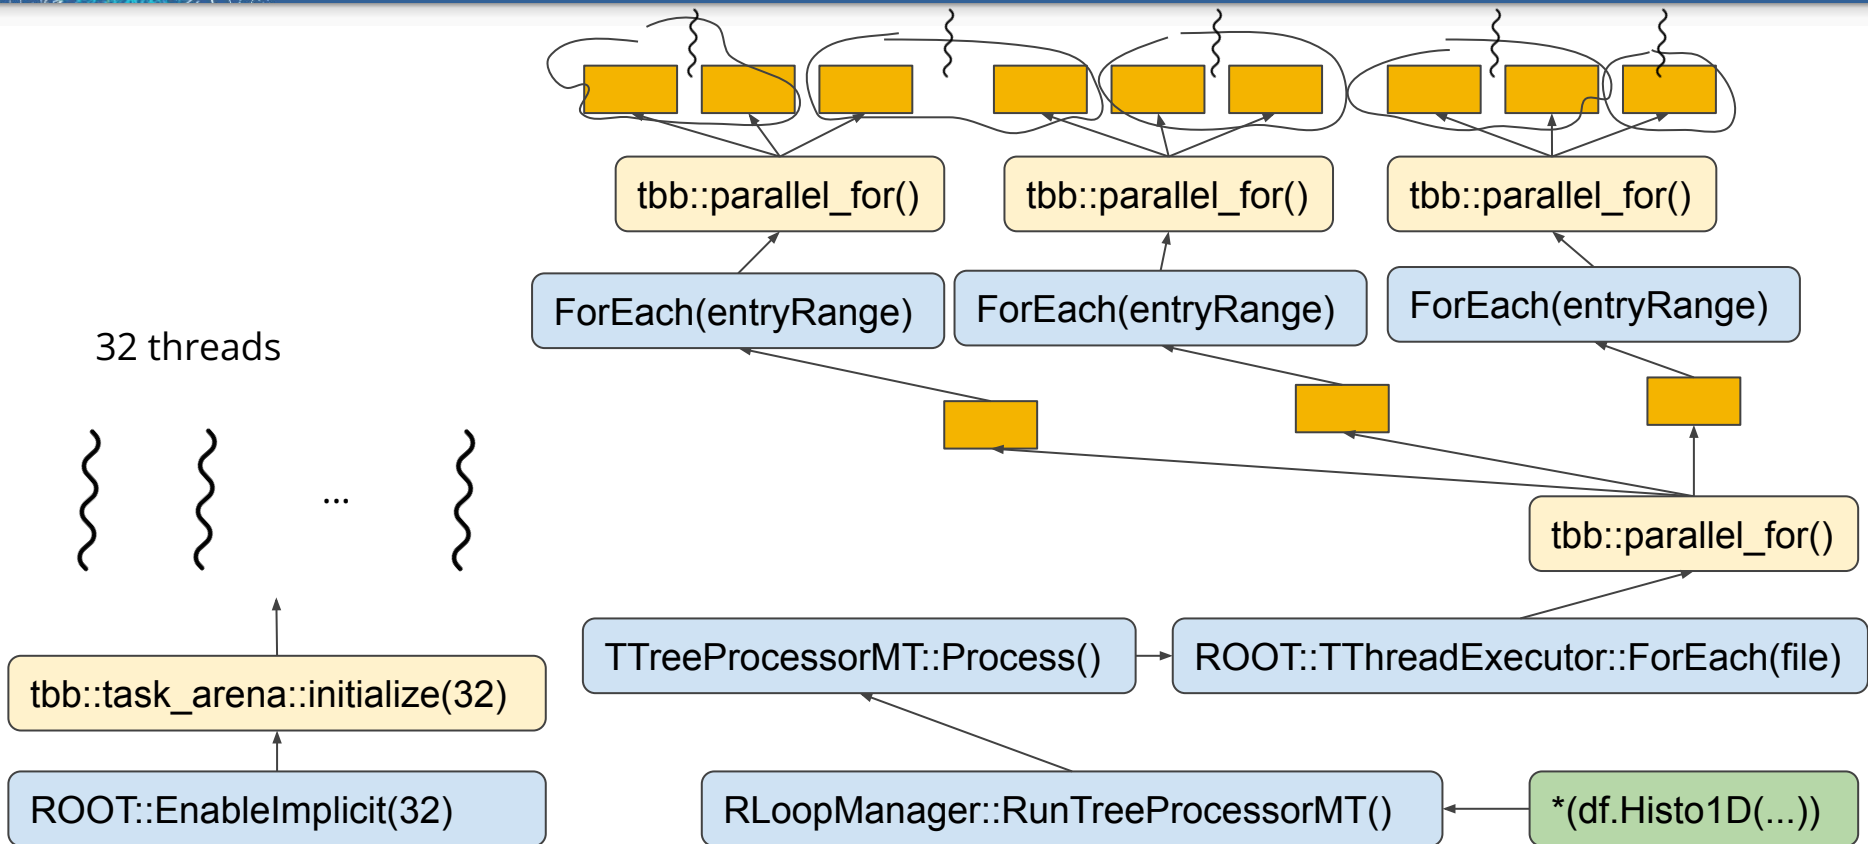 tbb::parallel_for()
tbb::parallel_for()
tbb::parallel_for()
ForEach(entryRange)
ForEach(entryRange)
ForEach(entryRange)
32 threads
...
tbb::parallel_for()
TTreeProcessorMT::Process()
ROOT::TThreadExecutor::ForEach(file)
tbb::task_arena::initialize(32)
ROOT::EnableImplicit(32)
RLoopManager::RunTreeProcessorMT()
*(df.Histo1D(...))